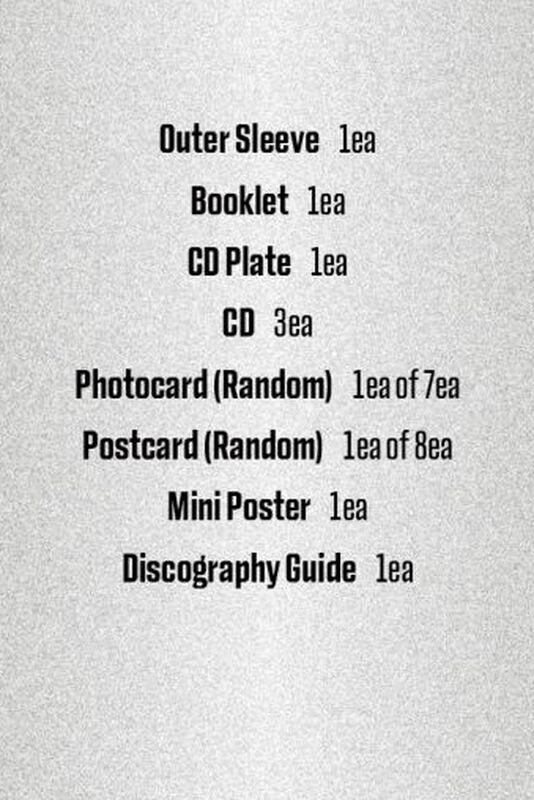 Outer Sleeve 1ea
Booklet 1ea
CD Plate 1ea
CD 3ea
Photocard (Random) 1ea of 7ea
Postcard (Random) 1ea of 8ea
Mini Poster 1ea
Discography Guide 1ea